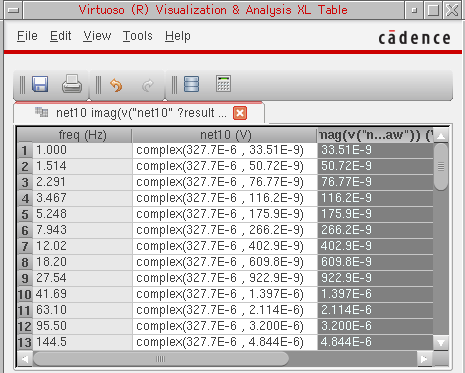 Virtuoso (R) Visualization & Analysis XL Table
File Edit View Tools Help cādence
net10 imag(v("net10" ?result ...
freq (Hz) net10 (V) mag(v("n...aw")) (V
1 1.000 complex(327.7E-6 , 33.51E-9) 33.51E-9
2 1.514 complex(327.7E-6 , 50.72E-9) 50.72E-9
3 2.291 complex(327.7E-6 , 76.77E-9) 76.77E-9
4 3.467 complex(327.7E-6 , 116.2E-9) 116.2E-9
5 5.248 complex(327.7E-6 , 175.9E-9) 175.9E-9
6 7.943 complex(327.7E-6 , 266.2E-9) 266.2E-9
7 12.02 complex(327.7E-6 , 402.9E-9) 402.9E-9
8 18.20 complex(327.7E-6 , 609.8E-9) 609.8E-9
9 27.54 complex(327.7E-6 , 922.9E-9) 922.9E-9
10 41.69 complex(327.7E-6 , 1.397E-6) 1.397E-6
11 63.10 complex(327.7E-6 , 2.114E-6) 2.114E-6
12 95.50 complex(327.7E-6 , 3.200E-6) 3.200E-6
13 144.5 complex(327.7E-6 , 4.844E-6) 4.844E-6